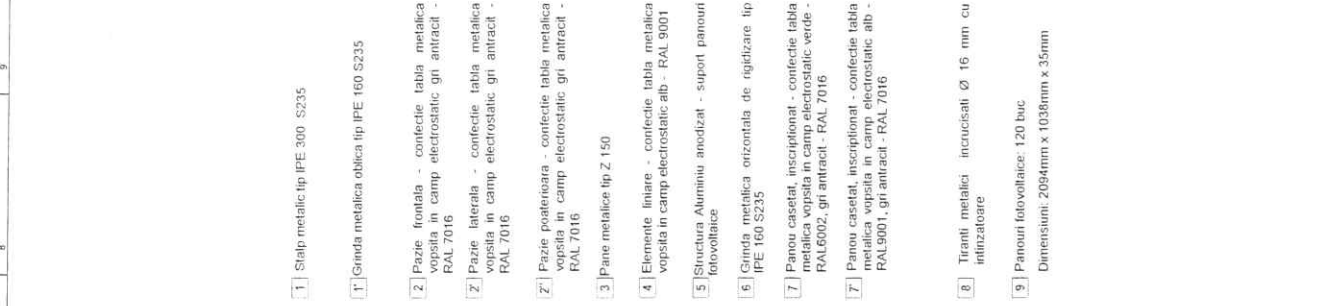 9
8
1 Stalp metalic tip IPE 300 S235
1' Grinda metalica oblica tip IPE 160 S235
2 Pazie frontala - confectie tabla metalica
vopsita in camp electrostatic gri antracit -
RAL 7016
2' Pazie laterala - confectie tabla metalica
vopsita in camp electrostatic gri antracit -
RAL 7016
2" Pazie poaterioara - confectie tabla metalica
vopsita in camp electrostatic gri antracit -
RAL 7016
3 Pane metalice tip Z 150
4 Elemente liniare - confectie tabla metalica
vopsita in camp electrostatic alb - RAL 9001
5 Structura Aluminiu anodizat - suport panouri
fotovoltaice
6 Grinda metalica orizontala de rigidizare tip
IPE 160 S235
7 Panou casetat, inscriptionat - confectie tabla
metalica vopsita in camp electrostatic verde -
RAL6002, gri antracit - RAL 7016
7' Panou casetat, inscriptionat - confectie tabla
metalica vopsita in camp electrostatic alb -
RAL9001, gri antracit - RAL 7016
8 Tiranti metalici incrucisati Ø 16 mm cu
intinzatoare
9 Panouri fotovoltaice: 120 buc
Dimensiuni: 2094mm x 1038mm x 35mm